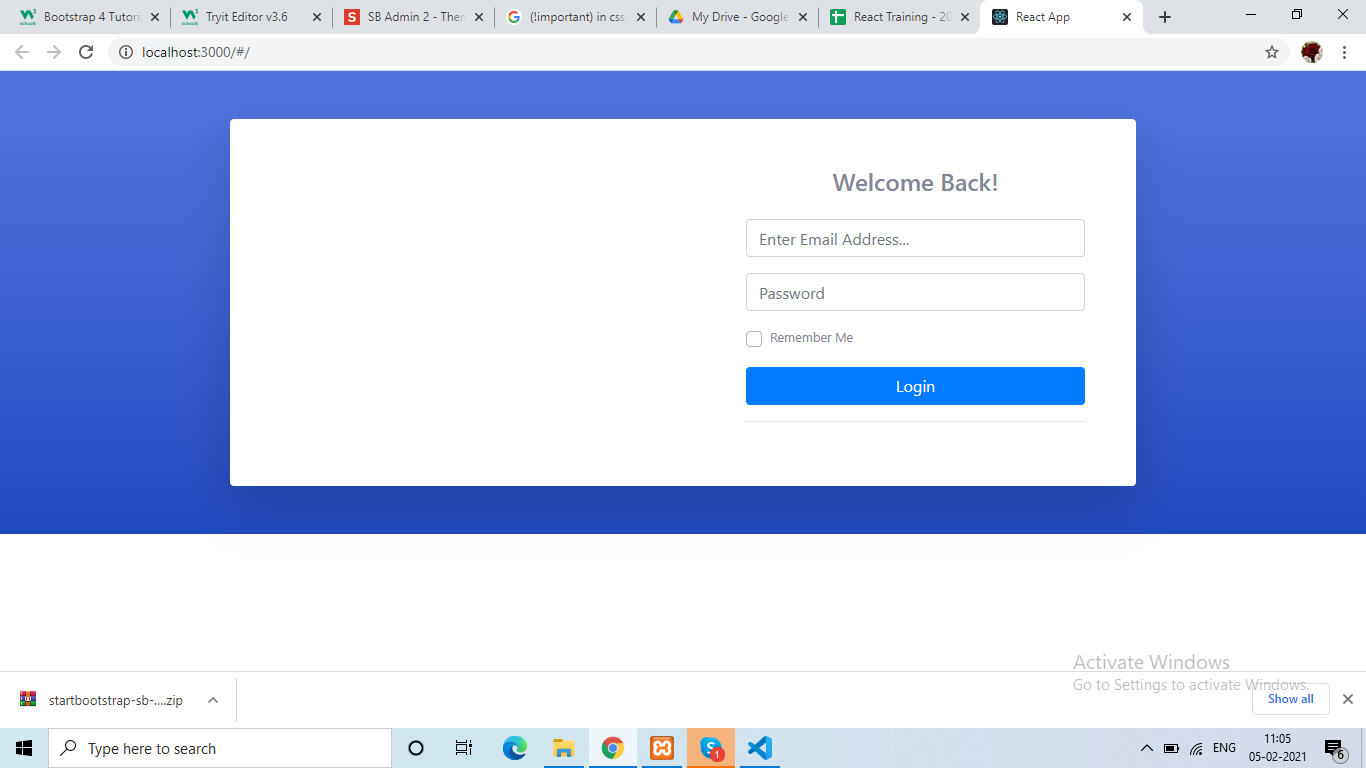 Bootstrap 4 Tutori
Tryit Editor v3.6
SB Admin 2 - Then
(!important) in css
My Drive - Google
React Training - 20
React App
localhost:3000/#/
Welcome Back!
Enter Email Address...
Password
Remember Me
Login
Activate Windows
Go to Settings to activate Windows.
startbootstrap-sb-....zip
Show all
Type here to search
1
ENG
11:05
05-02-2021
6